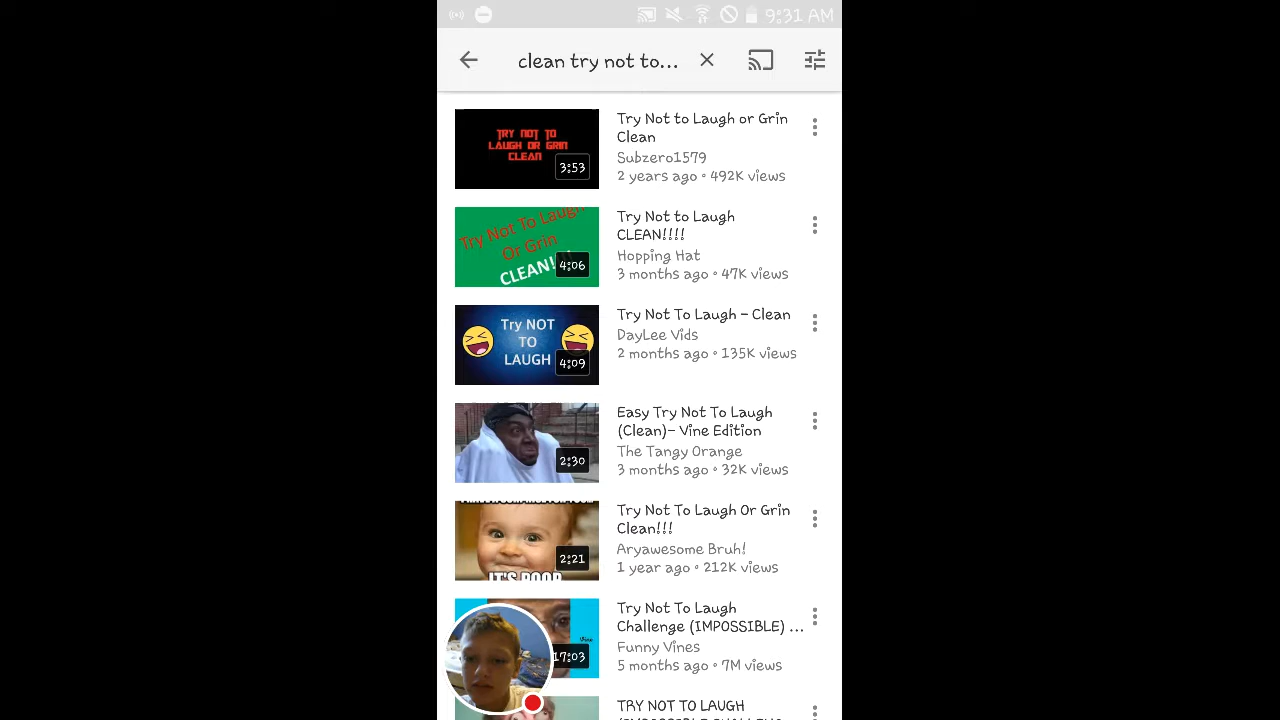 9:31 AM
clean try not to...
TRY NOT TO
LAUGH OR GRIN
CLEAN
3:53
Try Not to Laugh or Grin
Clean
Subzero1579
2 years ago • 492K views
Try Not To Laugh
Or Grin
CLEAN!
4:06
Try Not to Laugh
CLEAN!!!!
Hopping Hat
3 months ago • 47K views
Try NOT
TO
LAUGH
4:09
Try Not To Laugh - Clean
DayLee Vids
2 months ago • 135K views
2:30
Easy Try Not To Laugh
(Clean)- Vine Edition
The Tangy Orange
3 months ago • 32K views
2:21
IT'S POOP
Try Not To Laugh Or Grin
Clean!!!
Aryawesome Bruh!
1 year ago • 212K views
Vine
17:03
Try Not To Laugh
Challenge (IMPOSSIBLE) ...
Funny Vines
5 months ago • 7M views
TRY NOT TO LAUGH